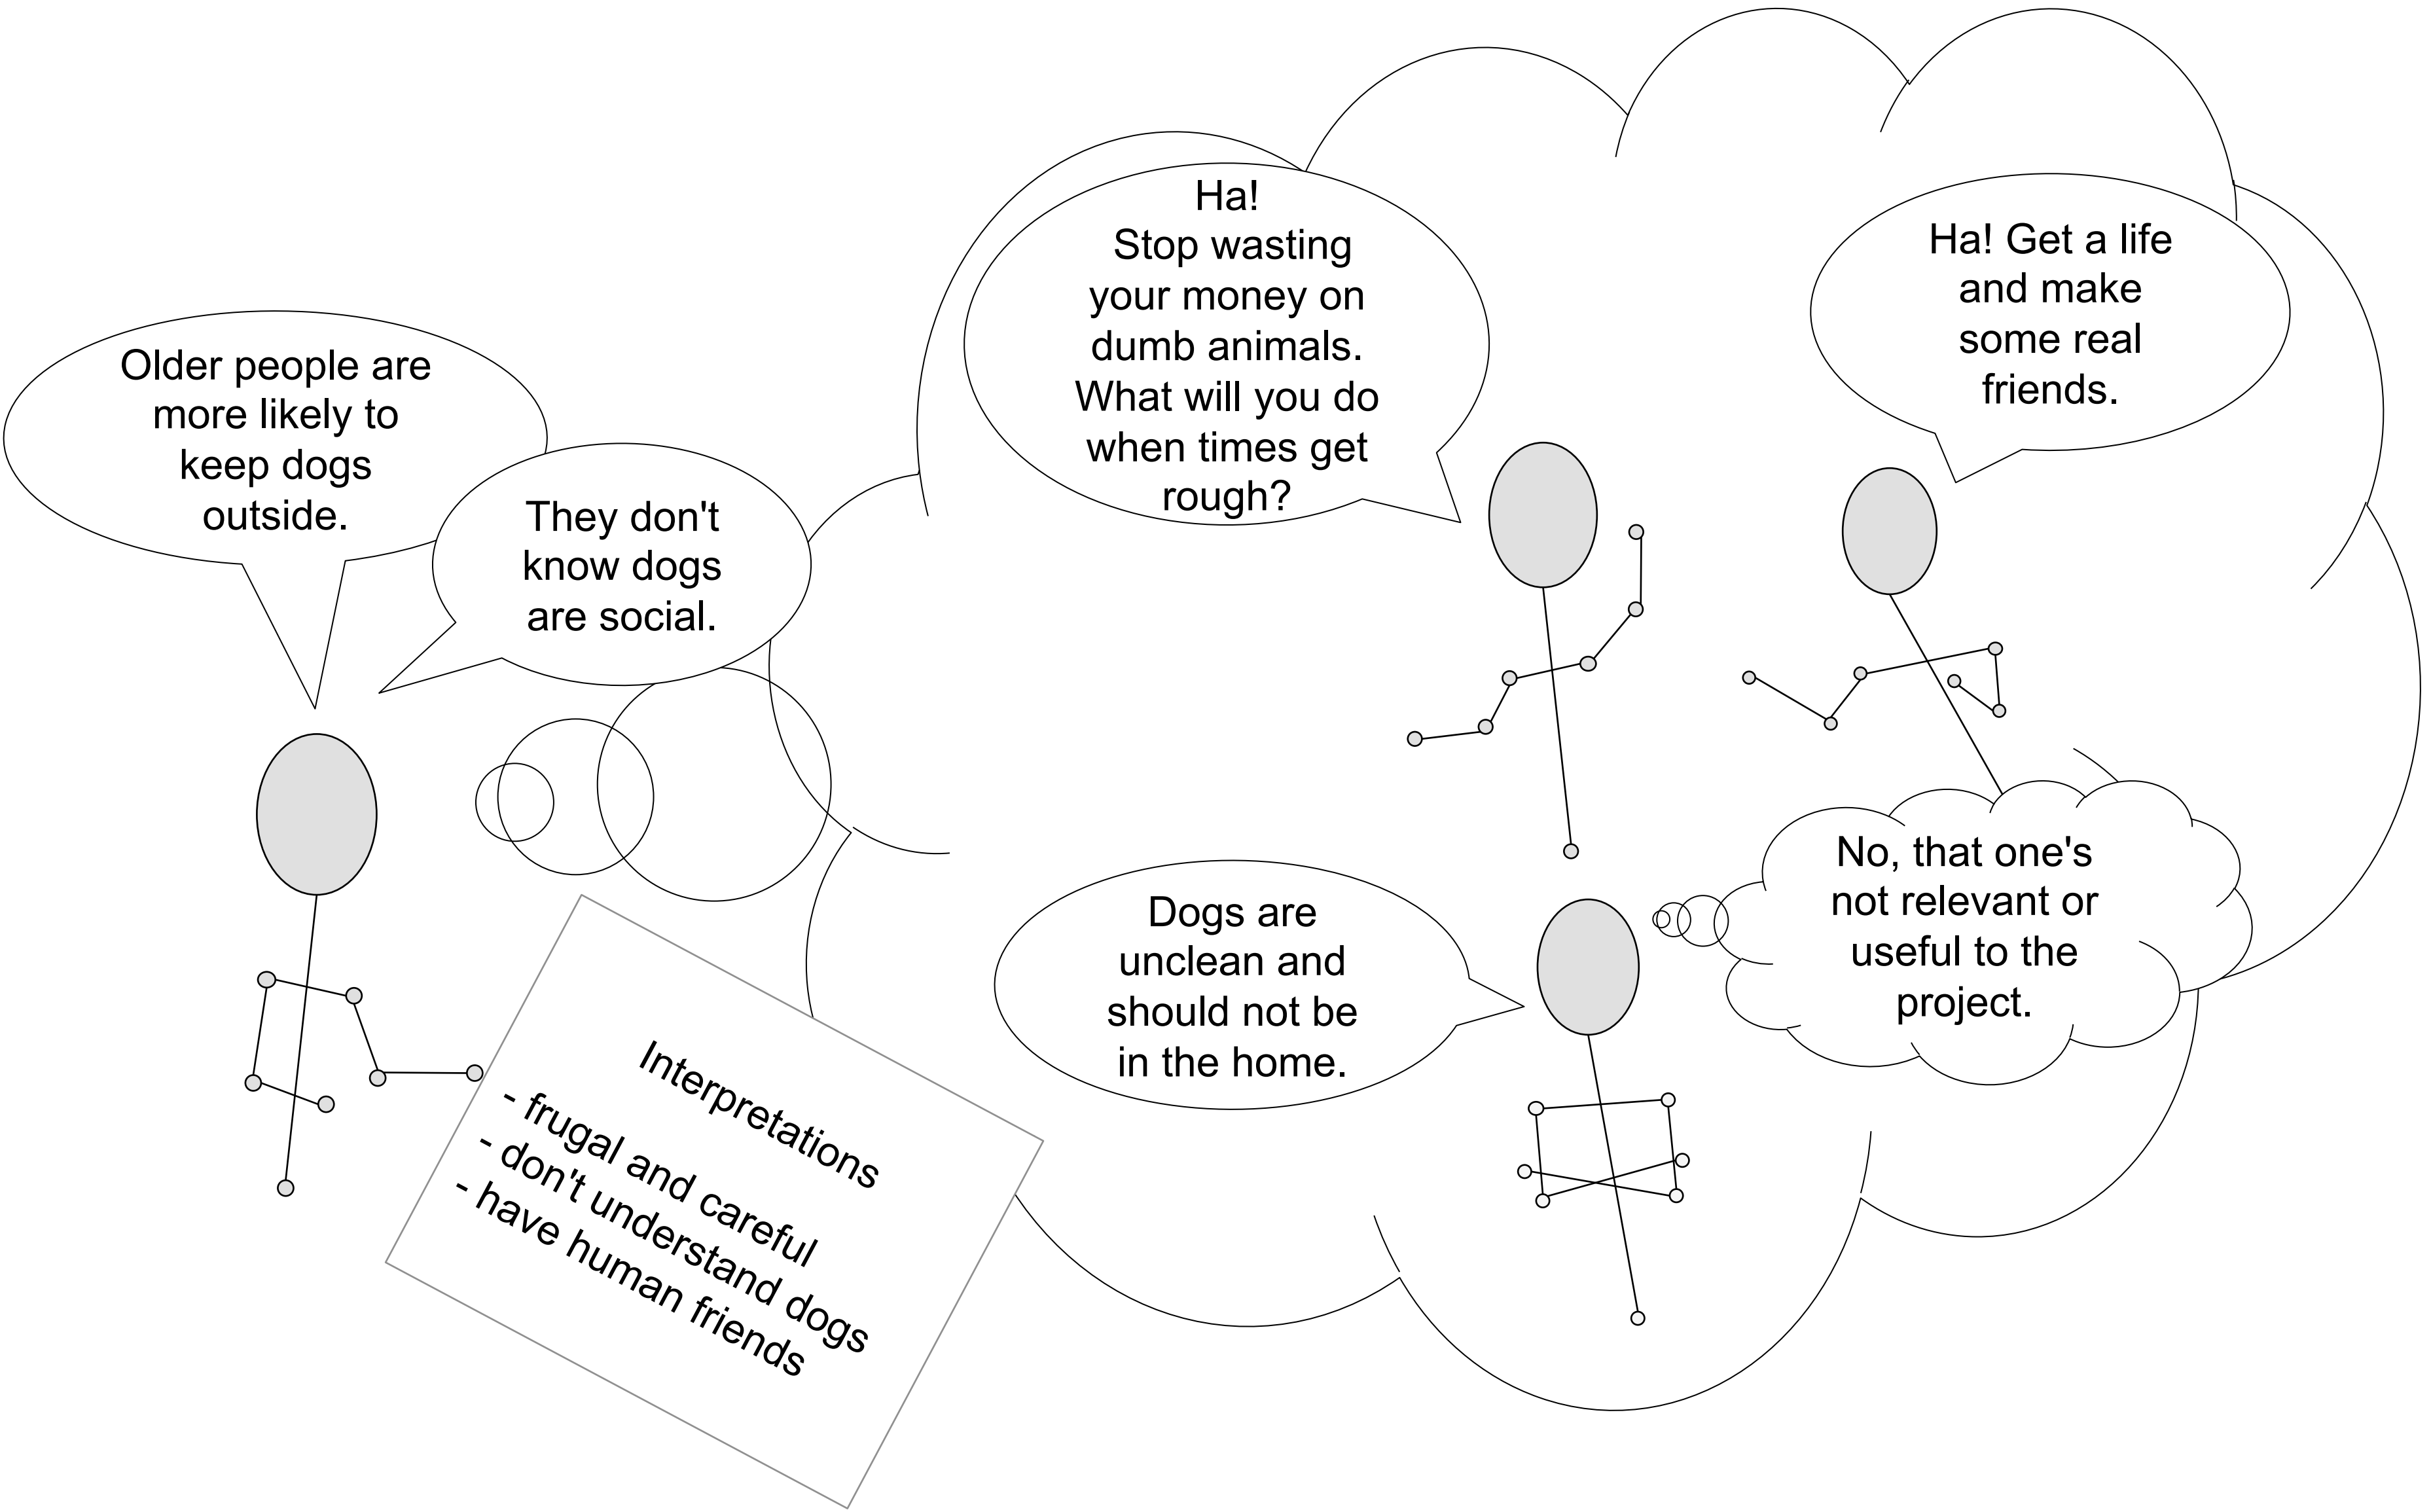 Older people are
more likely to
keep dogs
outside.
They don't
know dogs
are social.
Ha!
Stop wasting
your money on
dumb animals.
What will you do
when times get
rough?
Ha! Get a life
and make
some real
friends.
No, that one's
not relevant or
useful to the
project.
Dogs are
unclean and
should not be
in the home.
Interpretations
- frugal and careful
- don't understand dogs
- have human friends